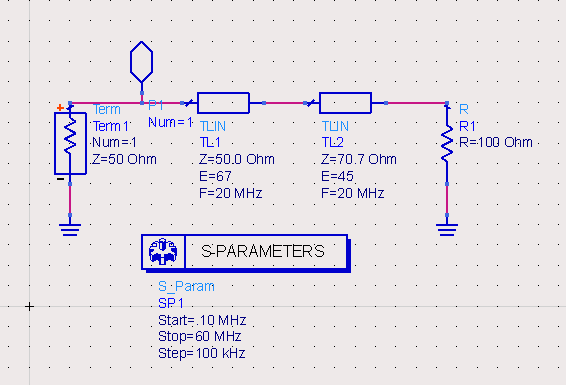 +
Term
Term1
Num=1
Z=50 Ohm
-
P1
Num=1
TLIN
TL1
Z=50.0 Ohm
E=67
F=20 MHz
TLIN
TL2
Z=70.7 Ohm
E=45
F=20 MHz
R
R1
R=100 Ohm
S-PARAMETERS
S_Param
SP1
Start=.10 MHz
Stop=60 MHz
Step=100 kHz